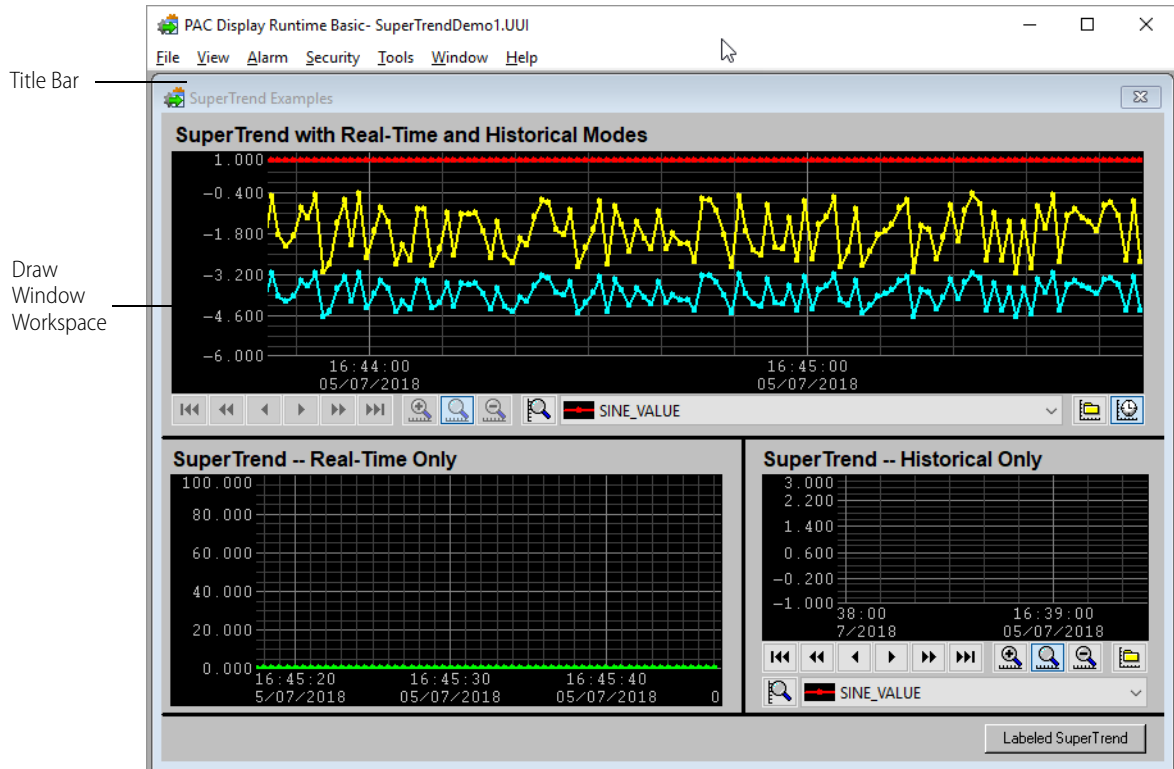 PAC Display Runtime Basic- SuperTrendDemo1.UUI
File View Alarm Security Tools Window Help
Title Bar
SuperTrend Examples
SuperTrend with Real-Time and Historical Modes
1.000
-0.400
-1.800
-3.200
Draw
Window
Workspace
-4.600
-6.000
16:44:00 16:45:00
05/07/2018 05/07/2018
SINE_VALUE
SuperTrend -- Real-Time Only
100.000
80.000
60.000
40.000
20.000
0.000
16:45:20 16:45:30 16:45:40
5/07/2018 05/07/2018 05/07/2018 0
SuperTrend -- Historical Only
3.000
2.200
1.400
0.600
-0.200
-1.000
38:00 16:39:00
7/2018 05/07/2018
SINE_VALUE
Labeled SuperTrend